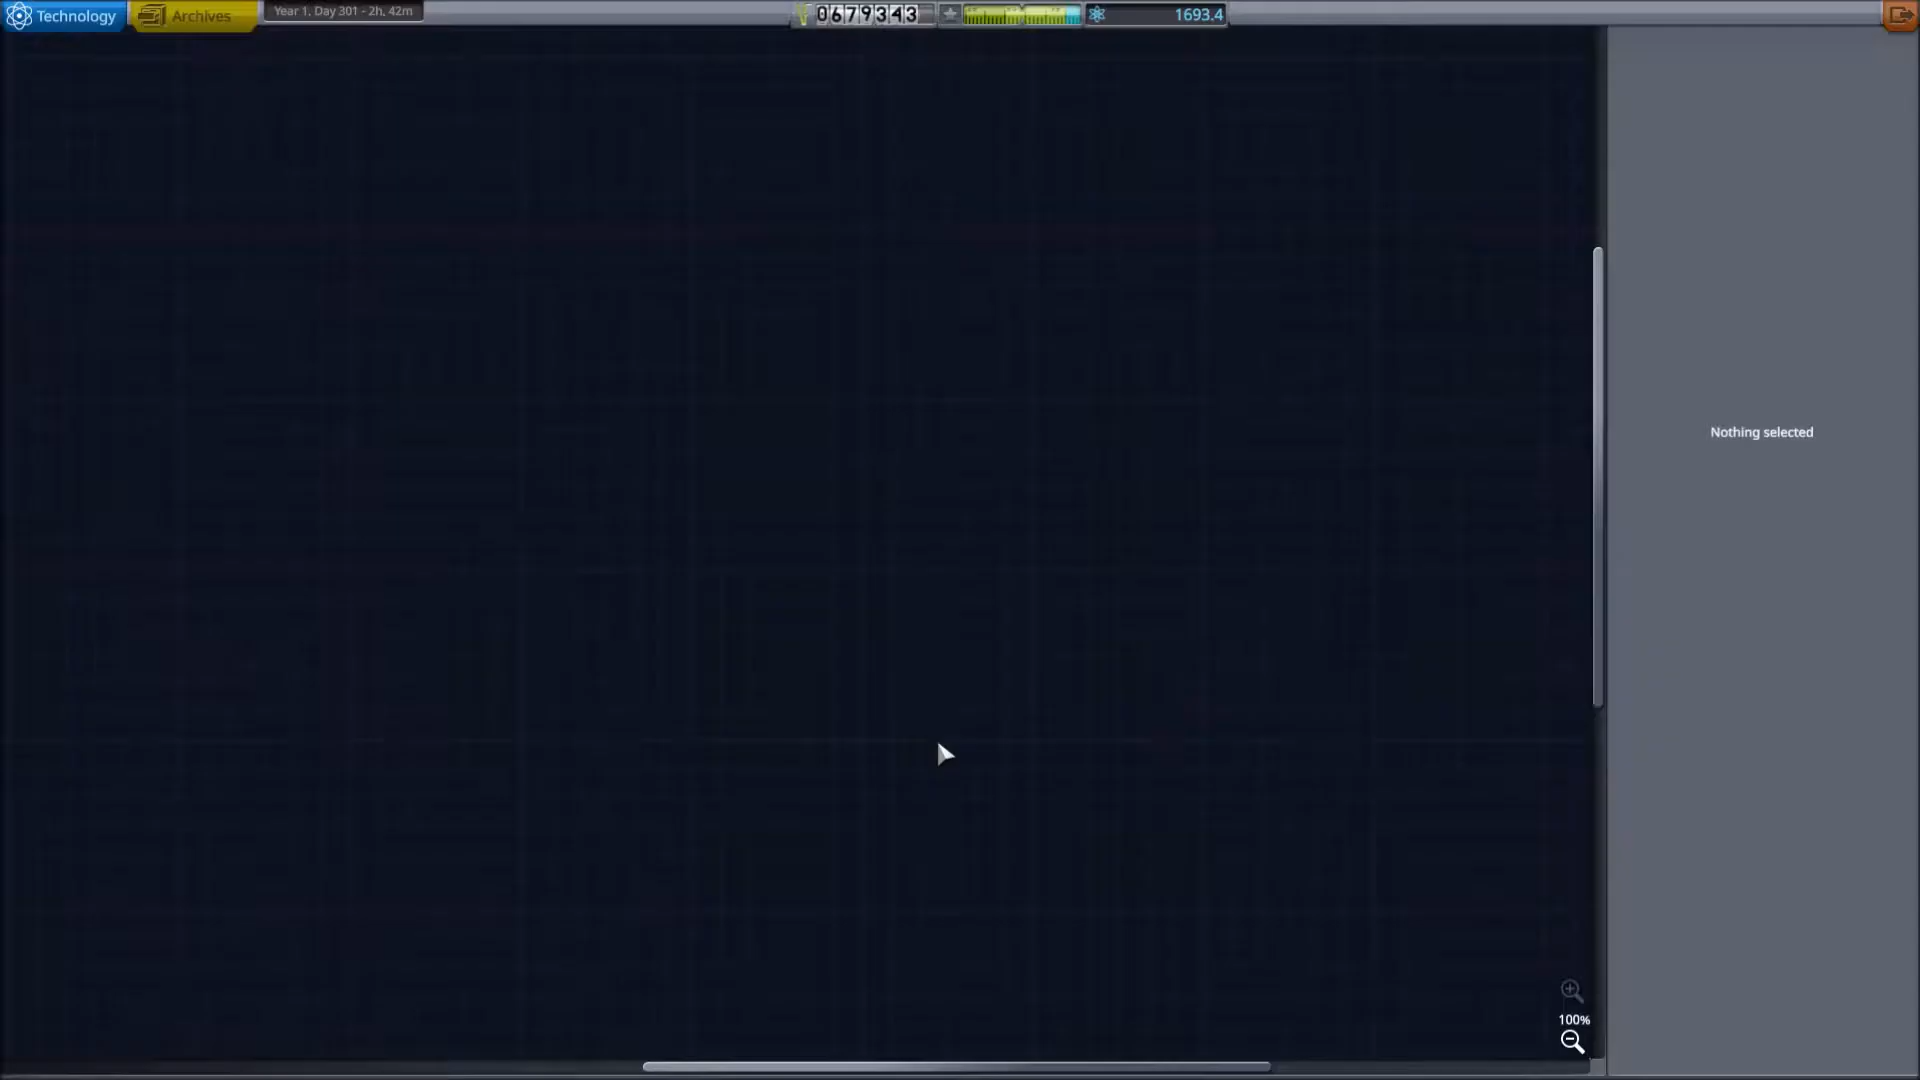 Technology
Archives
Year 1, Day 301 - 2h, 42m
0679343
1693.4
Nothing selected
100%